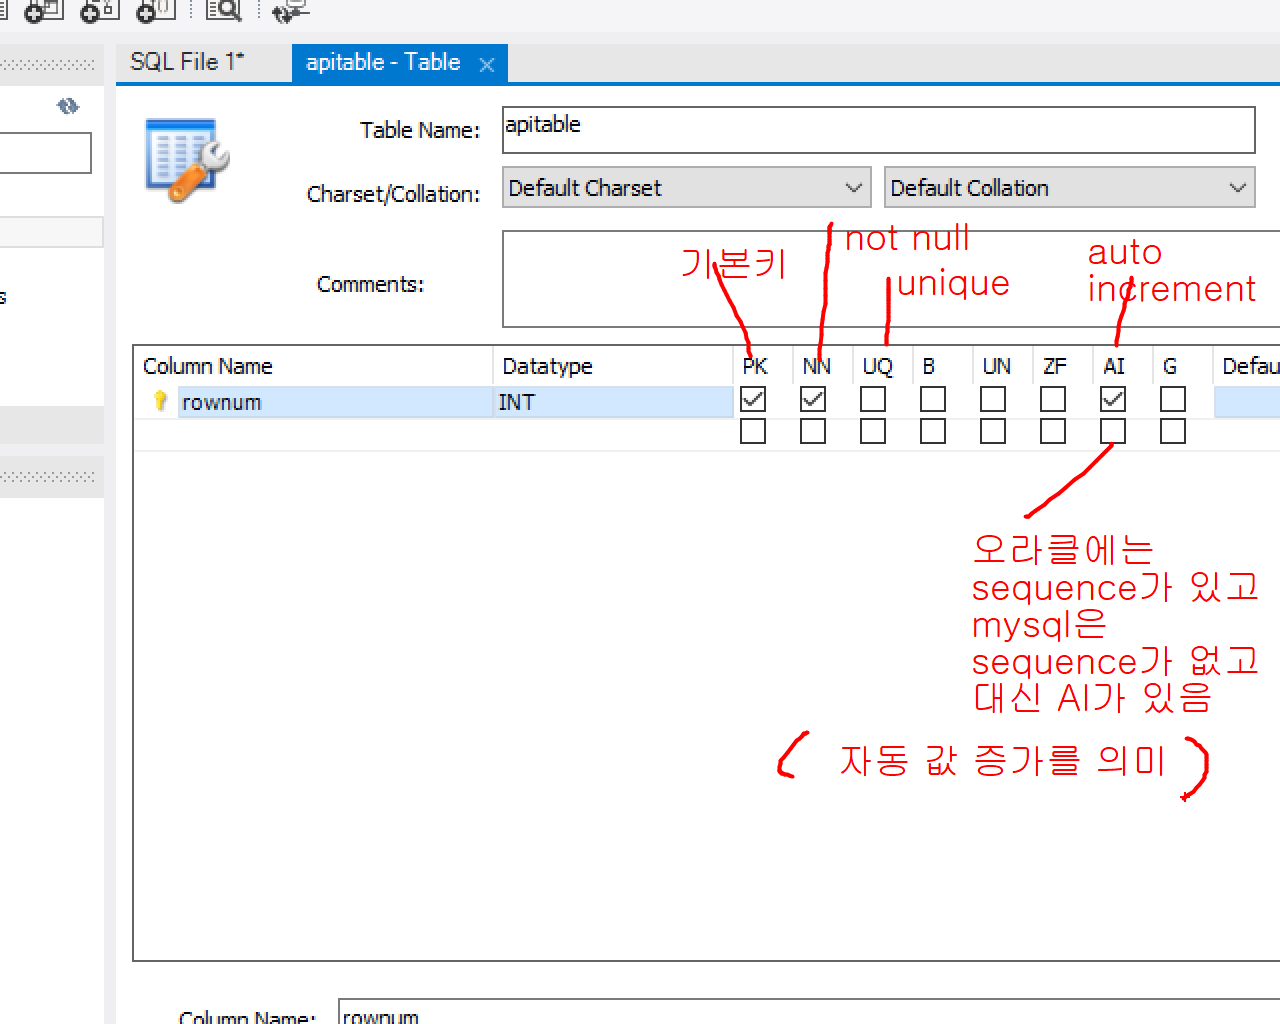 SQL File 1*
apitable - Table
Table Name:
apitable
Charset/Collation:
Default Charset
Default Collation
Comments:
기본키
not null
unique
auto
increment
Column Name Datatype PK NN UQ B UN ZF AI G Defau
rownum INT
오라클에는
sequence가 있고
mysql은
sequence가 없고
대신 AI가 있음
( 자동 값 증가를 의미 )
Column Name: rownum